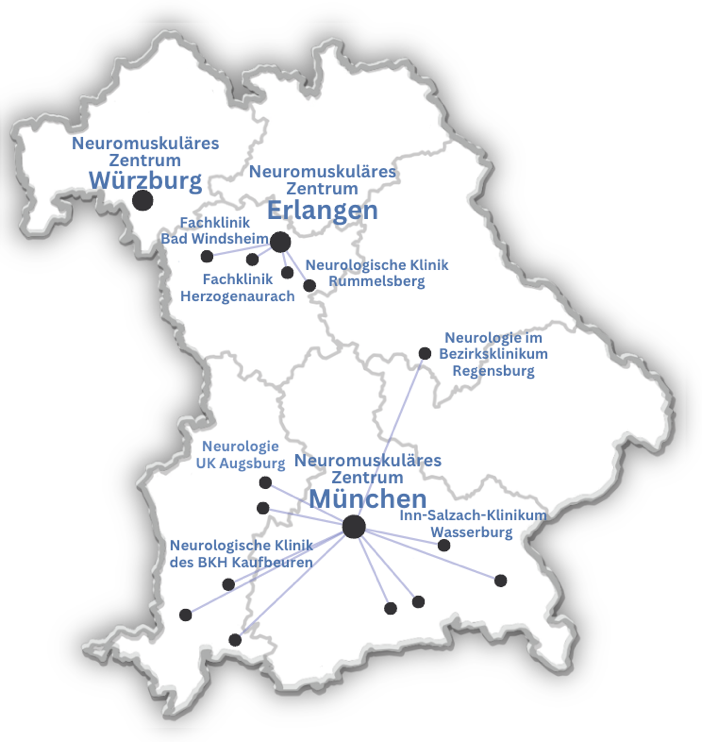 Neuromuskuläres
Zentrum
Würzburg
Neuromuskuläres
Zentrum
Erlangen
Fachklinik
Bad Windsheim
Fachklinik
Herzogenaurach
Neurologische Klinik
Rummelsberg
Neurologie im
Bezirksklinikum
Regensburg
Neurologie
UK Augsburg
Neuromuskuläres
Zentrum
München
Inn-Salzach-Klinikum
Wasserburg
Neurologische Klinik
des BKH Kaufbeuren